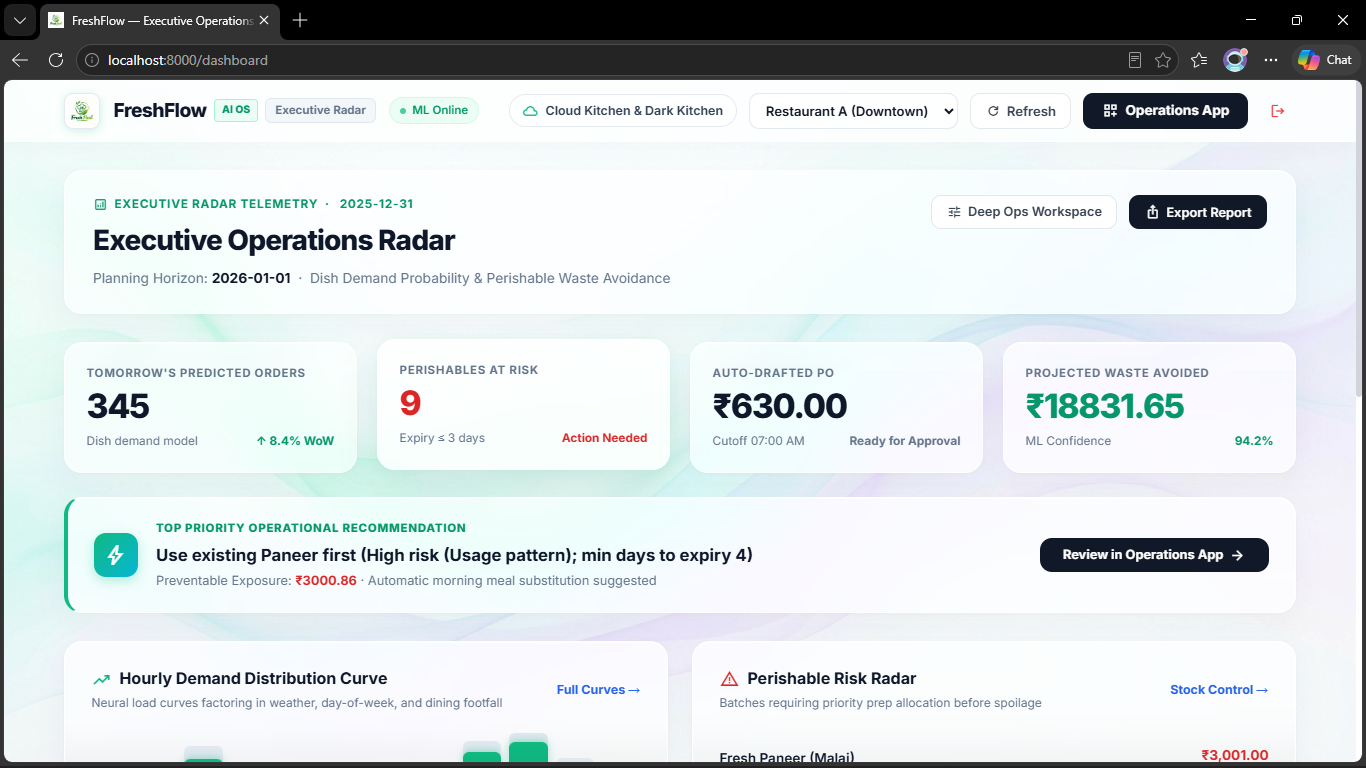 FreshFlow — Executive Operations
localhost:8000/dashboard
Chat
FreshFlow AI OS Executive Radar ML Online Cloud Kitchen & Dark Kitchen Restaurant A (Downtown) Refresh Operations App
EXECUTIVE RADAR TELEMETRY · 2025-12-31
Deep Ops Workspace Export Report
Executive Operations Radar
Planning Horizon: 2026-01-01 · Dish Demand Probability & Perishable Waste Avoidance
TOMORROW'S PREDICTED ORDERS
345
Dish demand model ↑ 8.4% WoW
PERISHABLES AT RISK
9
Expiry ≤ 3 days Action Needed
AUTO-DRAFTED PO
₹630.00
Cutoff 07:00 AM Ready for Approval
PROJECTED WASTE AVOIDED
₹18831.65
ML Confidence 94.2%
TOP PRIORITY OPERATIONAL RECOMMENDATION
Use existing Paneer first (High risk (Usage pattern); min days to expiry 4)
Preventable Exposure: ₹3000.86 · Automatic morning meal substitution suggested
Review in Operations App →
Hourly Demand Distribution Curve
Neural load curves factoring in weather, day-of-week, and dining footfall
Full Curves →
Perishable Risk Radar
Batches requiring priority prep allocation before spoilage
Stock Control →
Fresh Paneer (Malai) ₹3,001.00